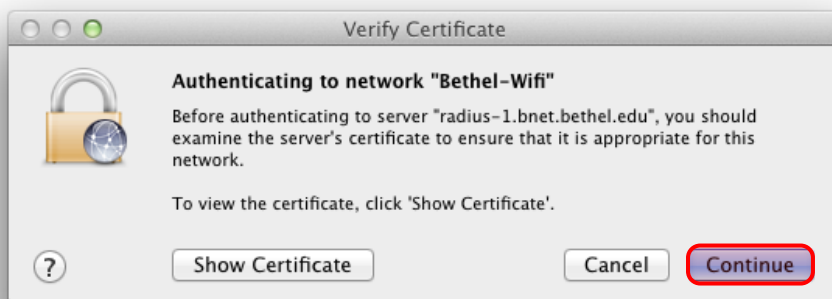 Verify Certificate
Authenticating to network "Bethel-Wifi"
Before authenticating to server "radius-1.bnet.bethel.edu", you should
examine the server's certificate to ensure that it is appropriate for this
network.
To view the certificate, click 'Show Certificate'.
?
Show Certificate
Cancel
Continue